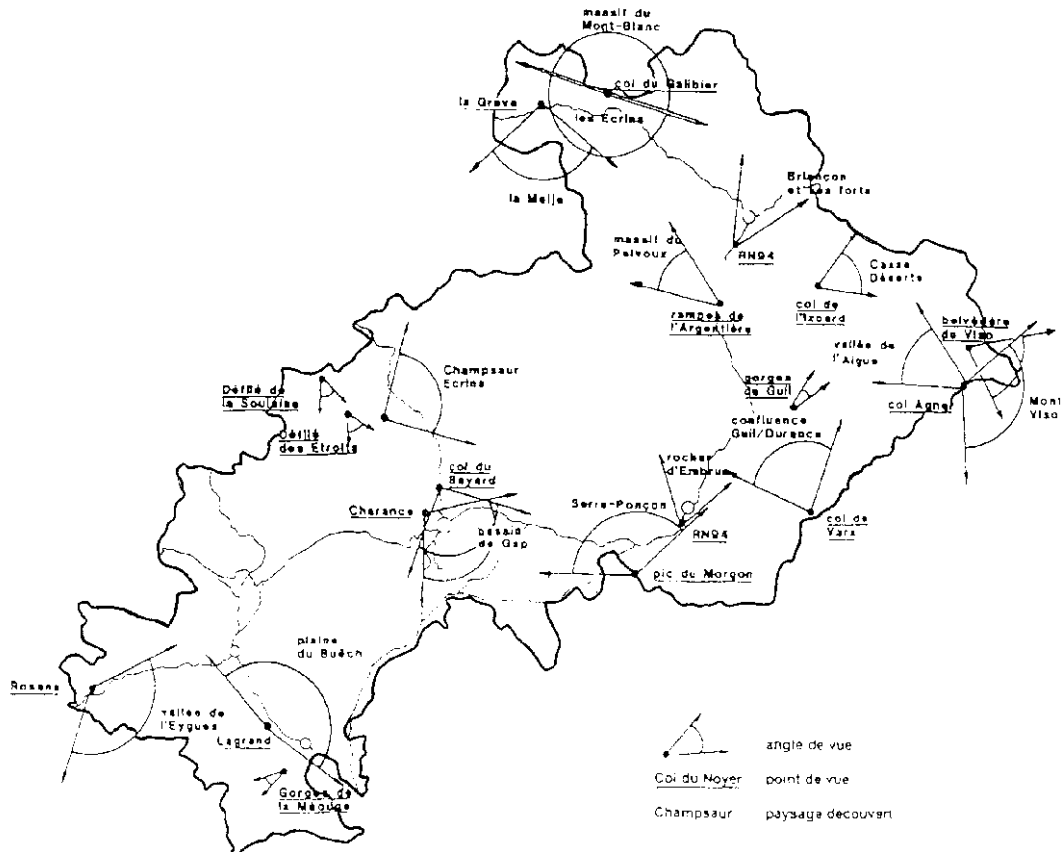 massif du
Mont-Blanc
col du Galibier
la Grave
les Ecrins
la Meije
Briançon
et ses forts
massif du
Pelvoux
RN94
Casse
Déserte
rampes de
l'Argentière
col de
l'Izoard
belvédère
de Viso
vallée de
l'Aigue
Champsaur
Ecrins
Défilé de
la Souloise
gorges
de Guil
col Agnel
Mont
Viso
Défilé
des Etroits
confluence
Guil/Durance
rocher
d'Embrun
col du
Bayard
Serre-Ponçon
Charance
bassin
de Gap
RN94
col de
Vars
pic du Morgon
plaine
du Buëch
Rosans
vallée de
l'Eygues
Lagrand
Gorges de
la Méouge
angle de vue
Col du Noyer
point de vue
Champsaur
paysage decouvert